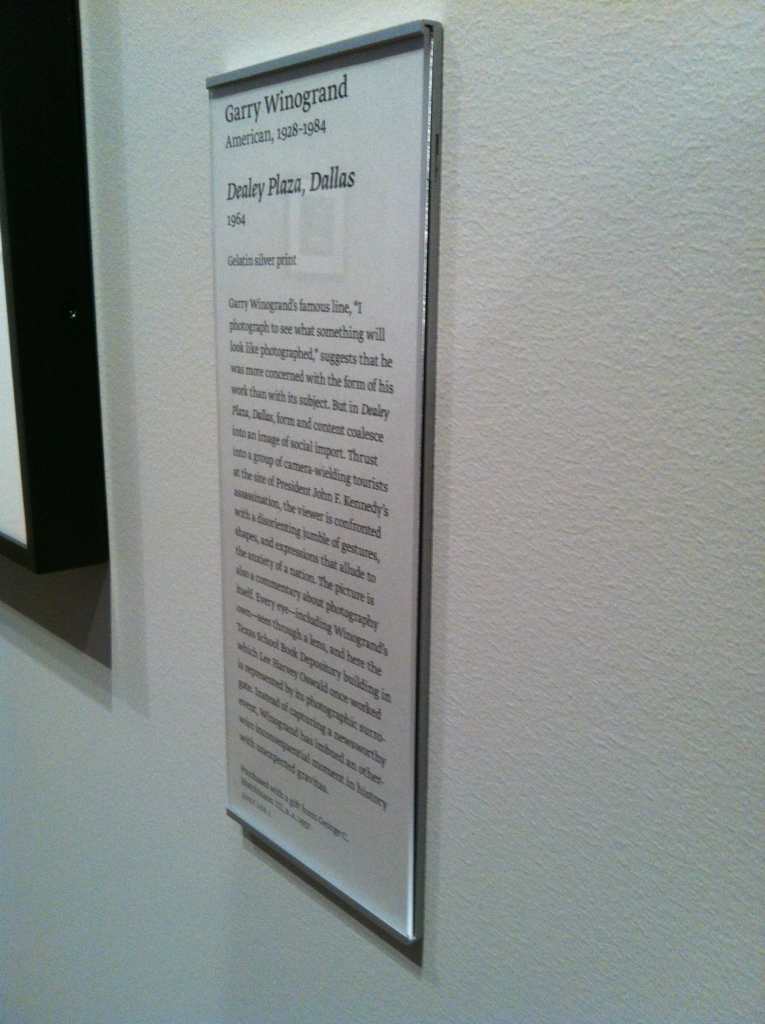 Garry Winogrand
American, 1928-1984
Dealey Plaza, Dallas
1964
Gelatin silver print
Garry Winogrand's famous line, "I
photograph to see what something will
look like photographed," suggests that he
was more concerned with the form of his
work than with its subject. But in Dealey
Plaza, Dallas, form and content coalesce
into an image of social import. Thrust
into a group of camera-wielding tourists
at the site of President John F. Kennedy's
assassination, the viewer is confronted
with a disorienting jumble of gestures,
shapes, and expressions that allude to
the anxiety of a nation. The picture is
also a commentary about photography
itself. Every eye—including Winogrand's
own—sees through a lens, and here the
Texas School Book Depository building in
which Lee Harvey Oswald once worked
is represented by its photographic surro-
gate. Instead of capturing a newsworthy
event, Winogrand has imbued an other-
wise inconsequential moment in history
with unexpected gravitas.
Purchased with a gift from George C.